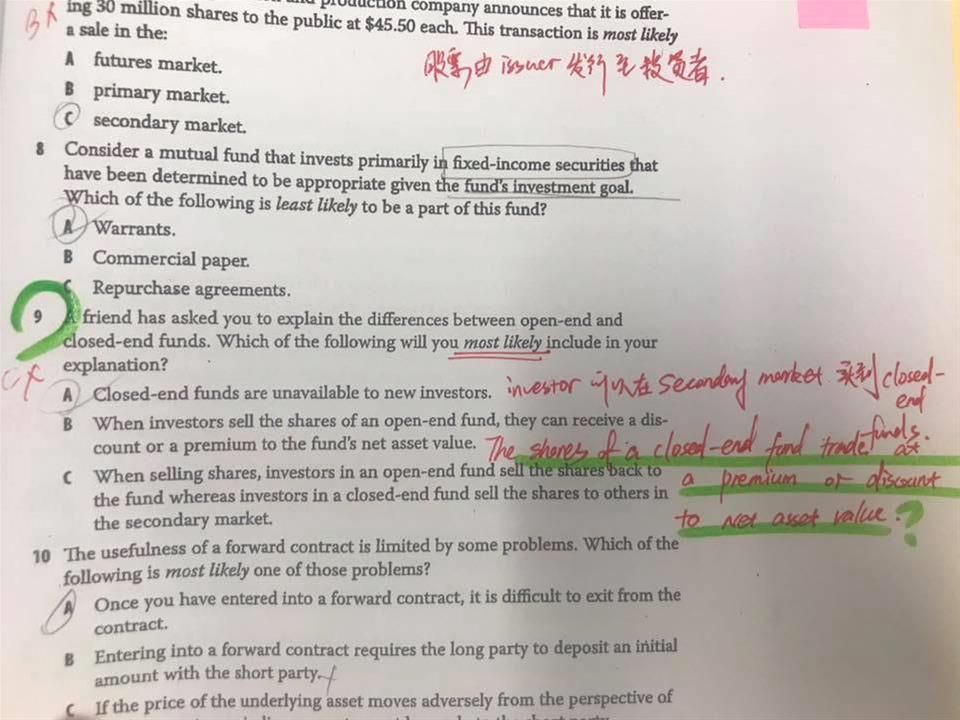 and production company announces that it is offer-
ing 30 million shares to the public at $45.50 each. This transaction is most likely
a sale in the:
A futures market.
B primary market.
C secondary market.
B
股票由 issuer 发行至投資者.
8 Consider a mutual fund that invests primarily in fixed-income securities that
have been determined to be appropriate given the fund's investment goal.
Which of the following is least likely to be a part of this fund?
A Warrants.
B Commercial paper.
C Repurchase agreements.
9 A friend has asked you to explain the differences between open-end and
closed-end funds. Which of the following will you most likely include in your
explanation?
C
A Closed-end funds are unavailable to new investors.
investor 可以在 secondary market 买到 closed-
end
funds.
B When investors sell the shares of an open-end fund, they can receive a dis-
count or a premium to the fund's net asset value.
The shares of a closed-end fund trade at
a premium or discount
to net asset value.?
C When selling shares, investors in an open-end fund sell the shares back to
the fund whereas investors in a closed-end fund sell the shares to others in
the secondary market.
10 The usefulness of a forward contract is limited by some problems. Which of the
following is most likely one of those problems?
A Once you have entered into a forward contract, it is difficult to exit from the
contract.
B Entering into a forward contract requires the long party to deposit an initial
amount with the short party.
C If the price of the underlying asset moves adversely from the perspective of